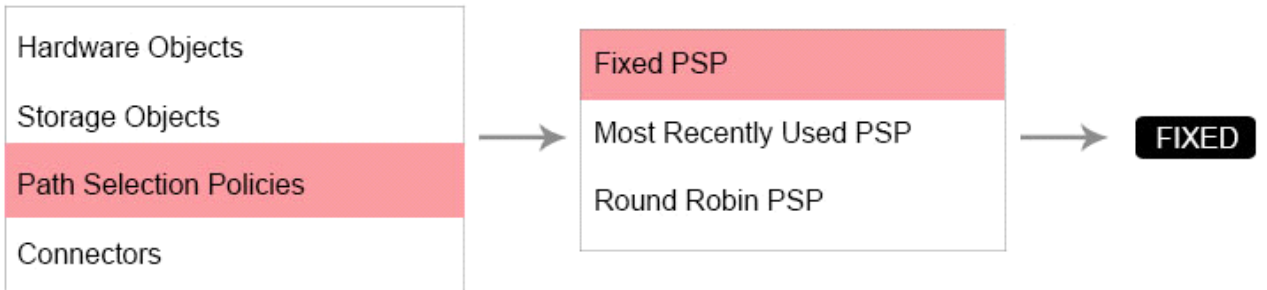 Hardware Objects
Storage Objects
Path Selection Policies
Connectors
Fixed PSP
Most Recently Used PSP
Round Robin PSP
FIXED